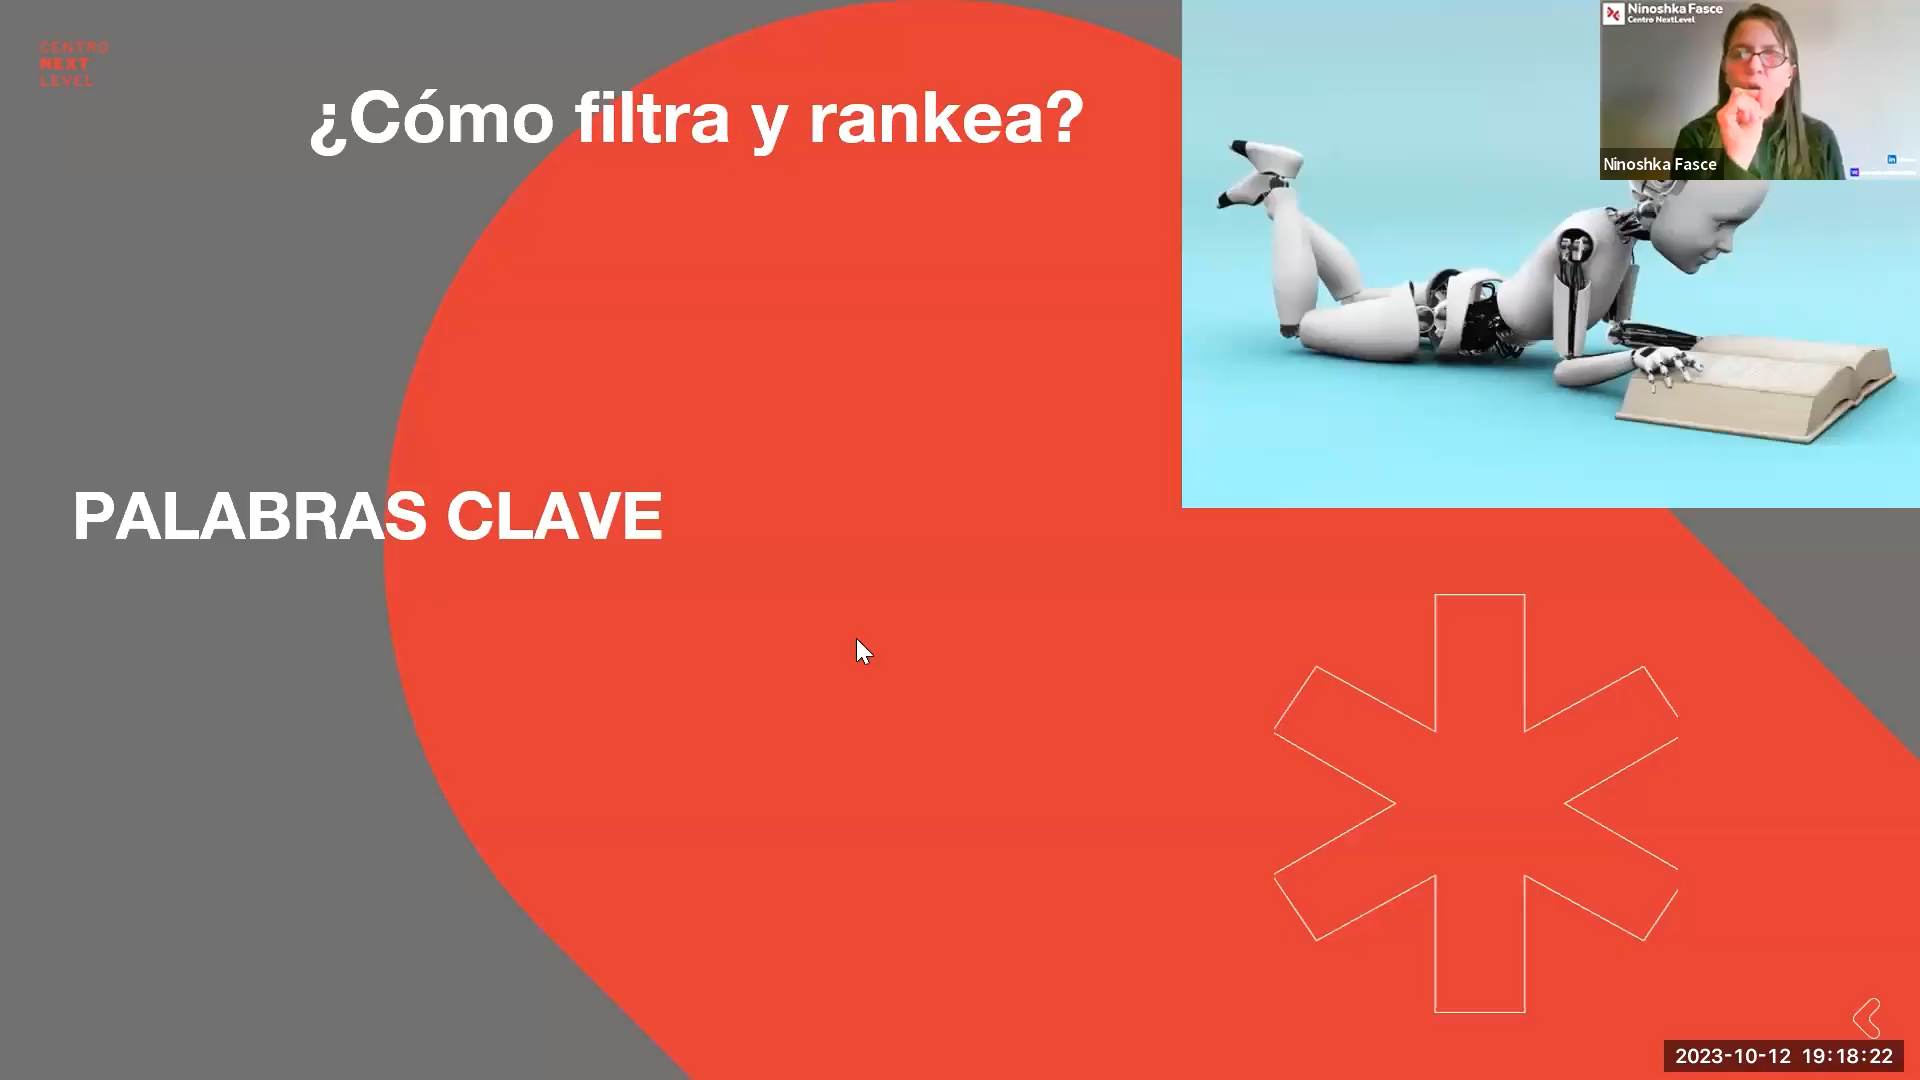 CENTRO
NEXT
LEVEL
¿Cómo filtra y rankea?
PALABRAS CLAVE
Ninoshka Fasce
Centro NextLevel
Ninoshka Fasce
in
2023-10-12 19:18:22